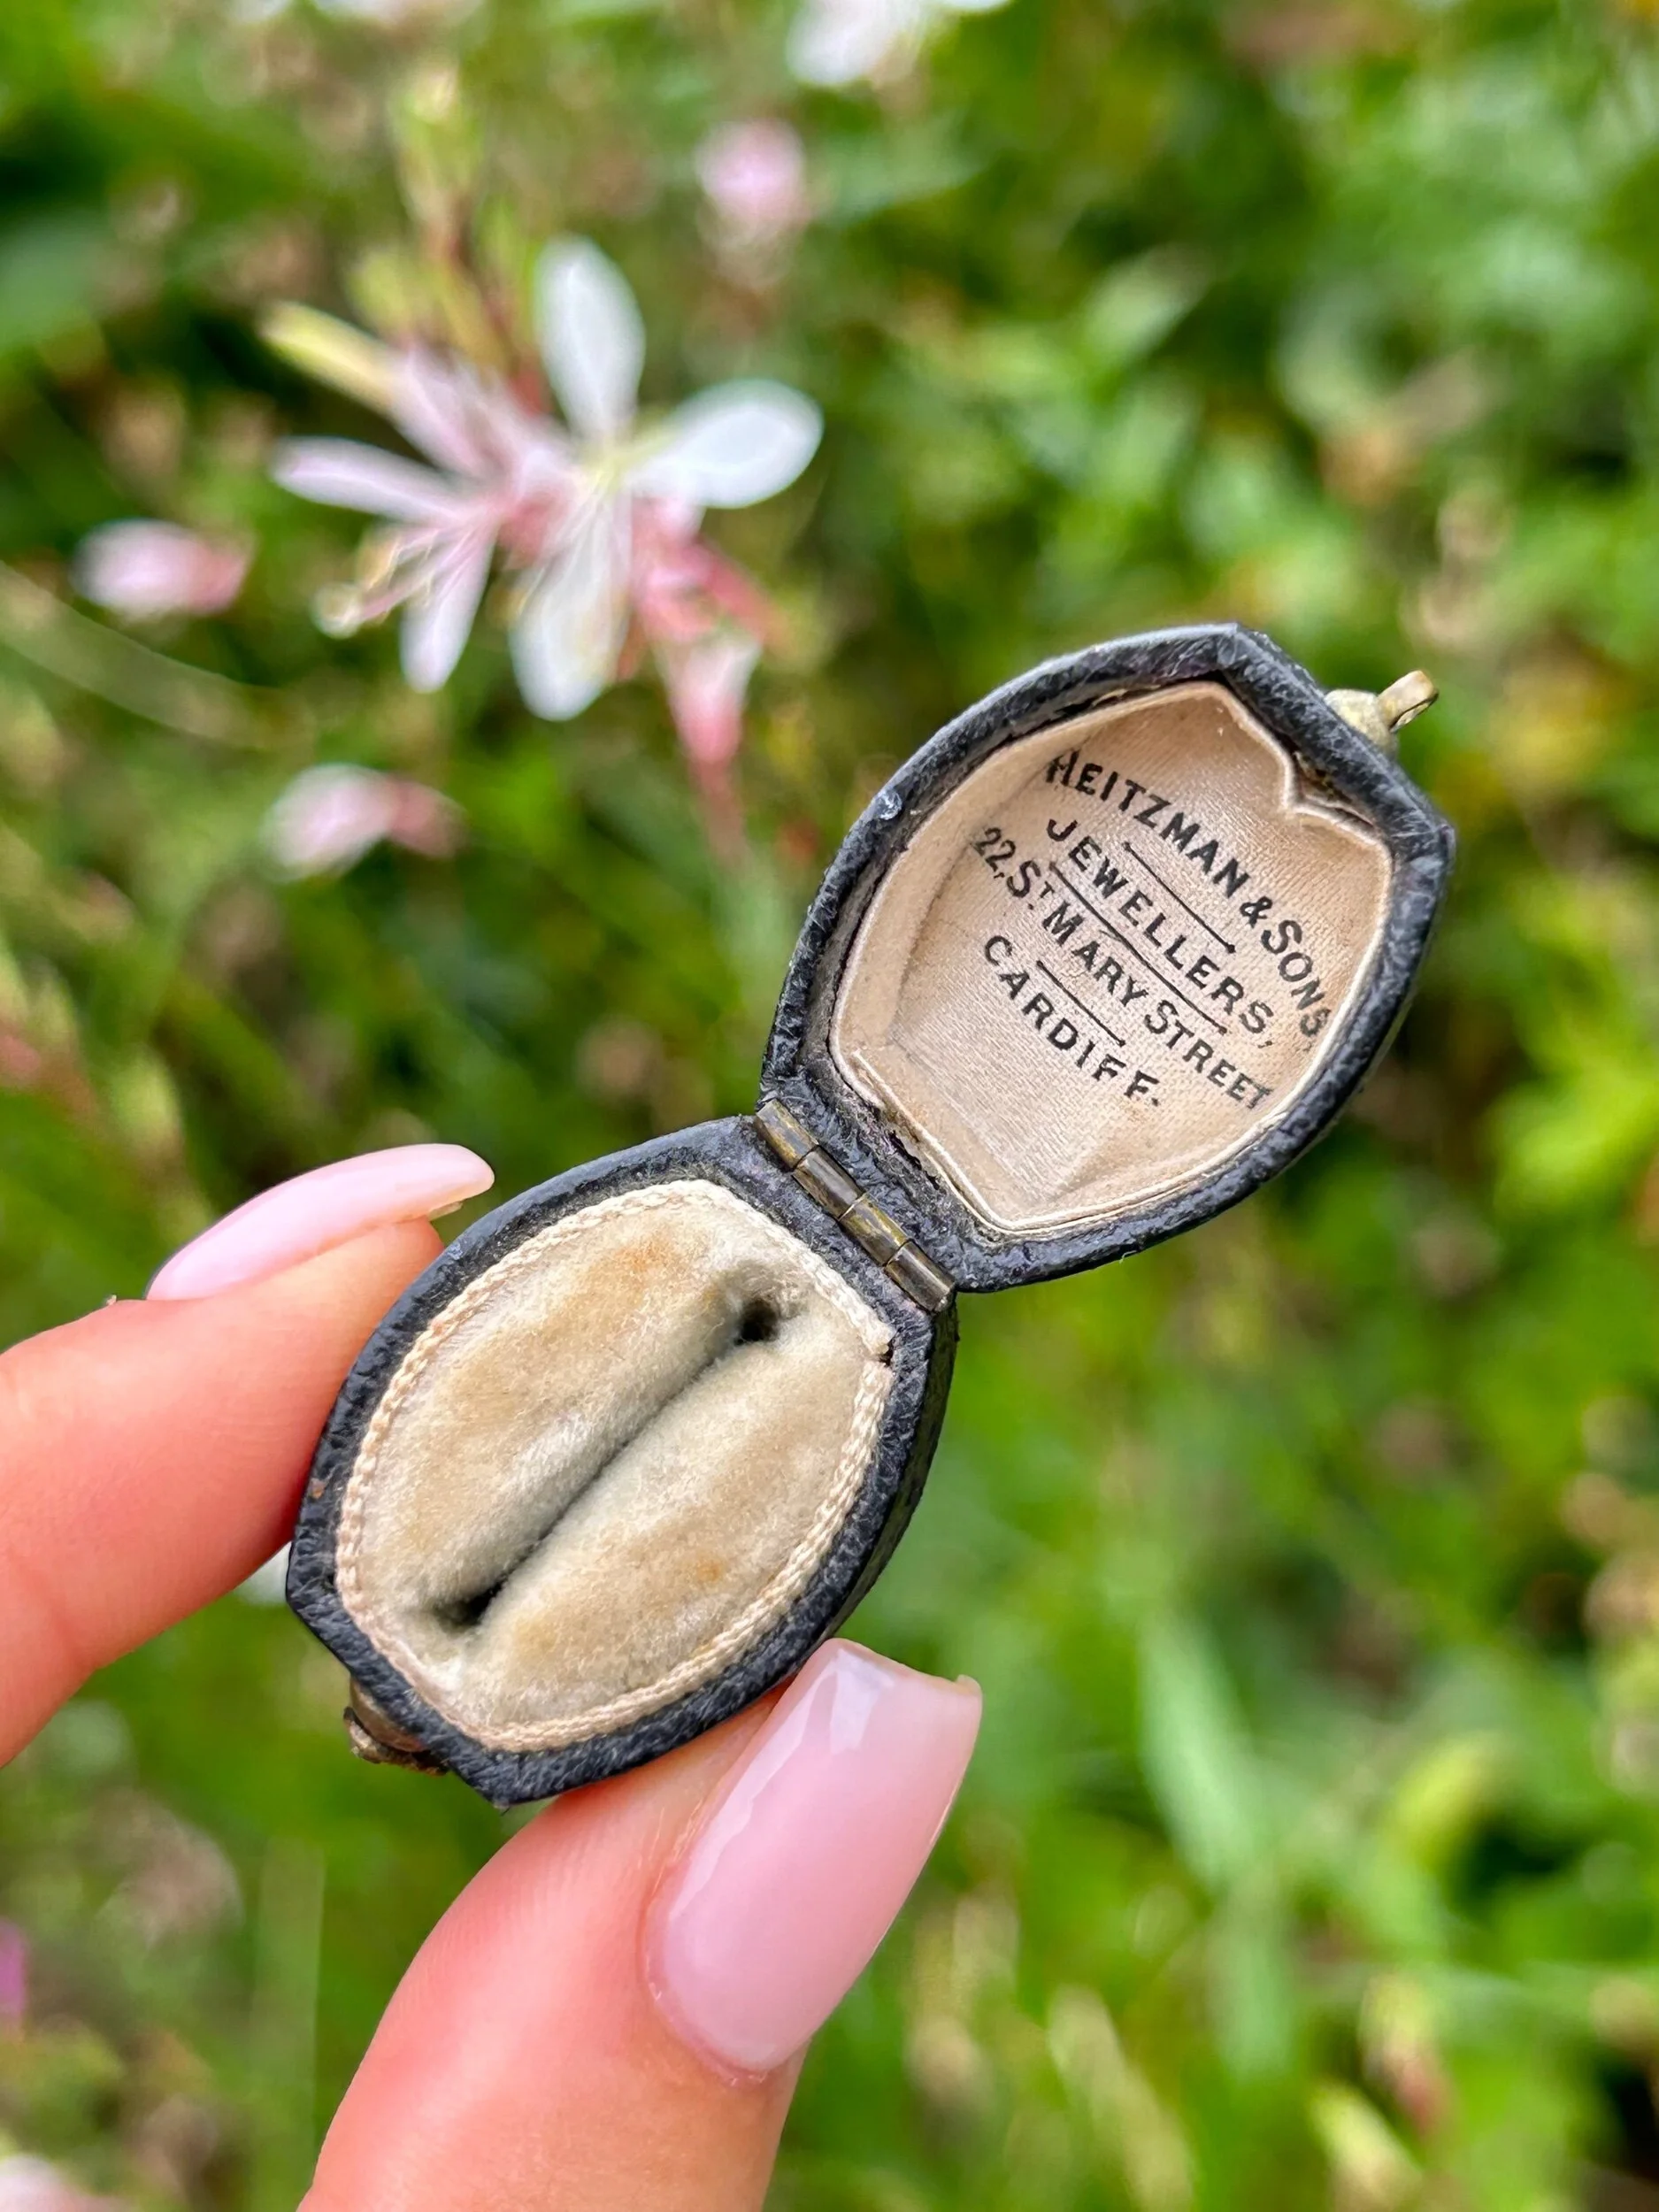 HEITZMAN & SONS
JEWELLERS,
22, ST. MARY STREET
CARDIFF.